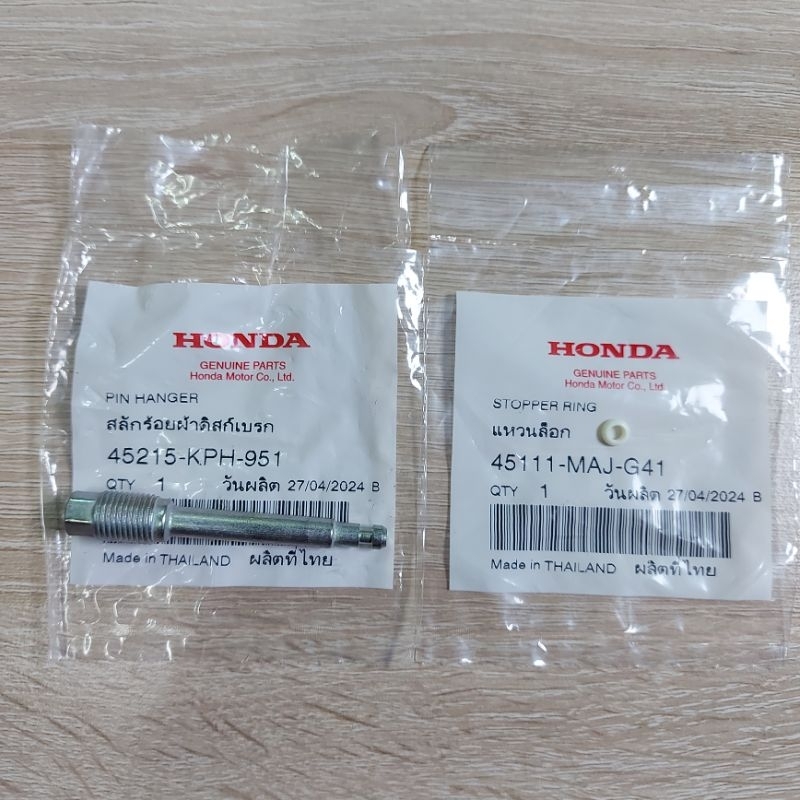 HONDA
GENUINE PARTS
Honda Motor Co., Ltd.
PIN HANGER
สลักร้อยผ้าดิสก์เบรก
45215-KPH-951
QTY 1 วันผลิต 27/04/2024 B
Made in THAILAND ผลิตที่ไทย
HONDA
GENUINE PARTS
Honda Motor Co., Ltd.
STOPPER RING
แหวนล็อก
45111-MAJ-G41
QTY 1 วันผลิต 27/04/2024 B
Made in THAILAND ผลิตที่ไทย